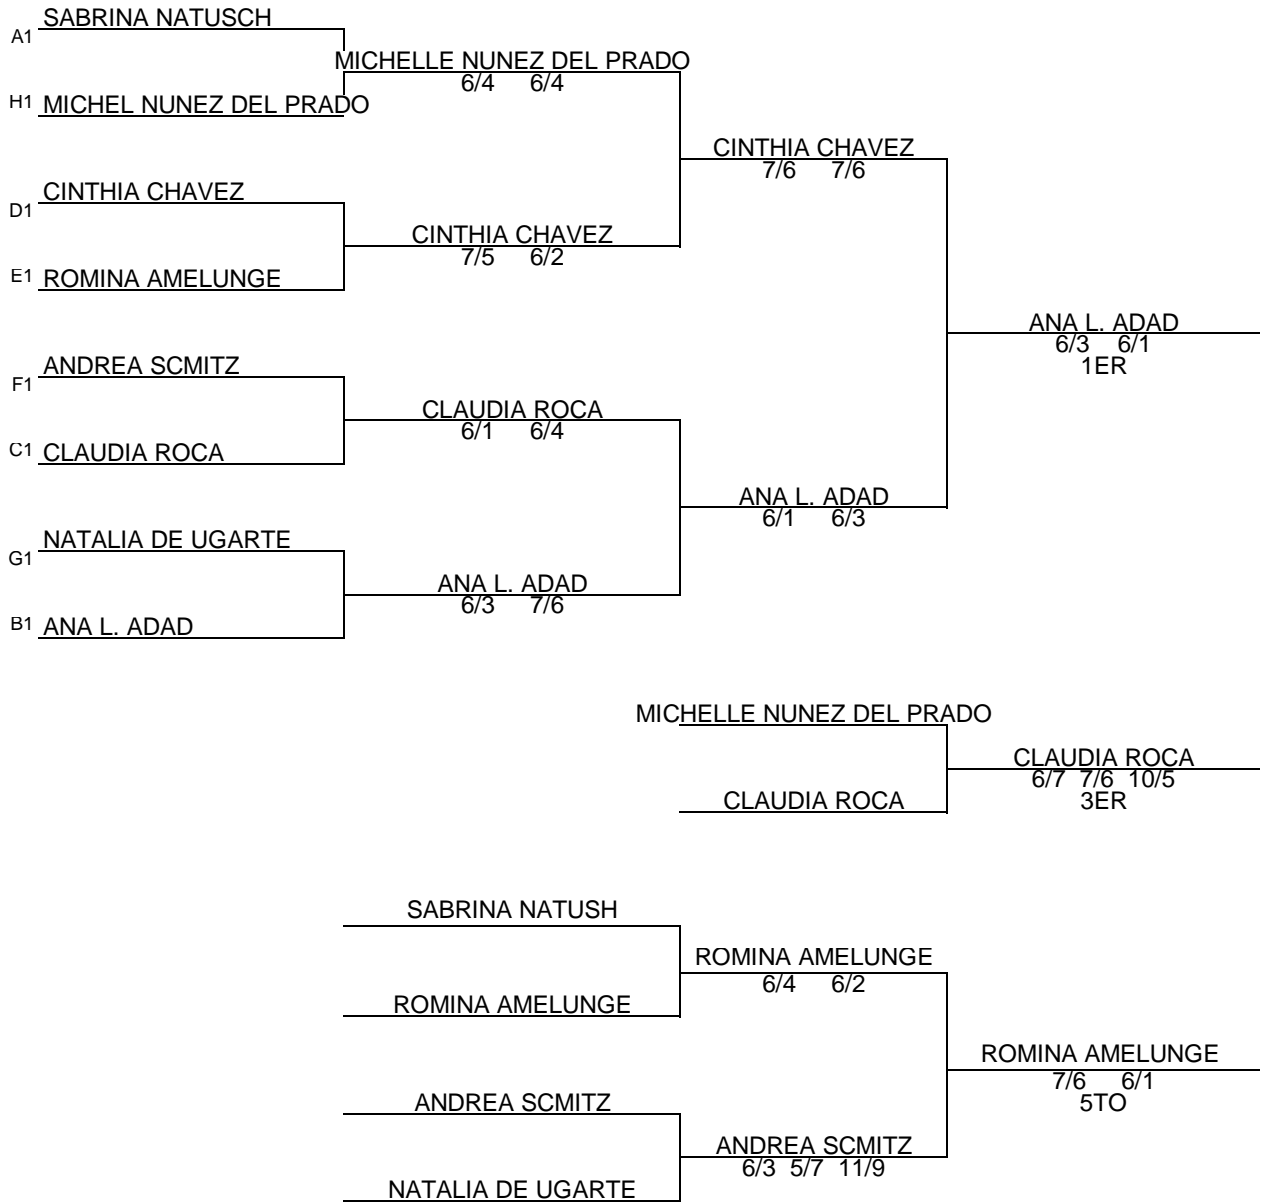 SABRINA NATUSCH
A1
MICHELLE NUNEZ DEL PRADO
6/4 6/4
H1 MICHEL NUNEZ DEL PRADO
CINTHIA CHAVEZ
7/6 7/6
CINTHIA CHAVEZ
D1
CINTHIA CHAVEZ
7/5 6/2
E1 ROMINA AMELUNGE
ANA L. ADAD
6/3 6/1
1ER
ANDREA SCMITZ
F1
CLAUDIA ROCA
6/1 6/4
C1 CLAUDIA ROCA
ANA L. ADAD
6/1 6/3
NATALIA DE UGARTE
G1
ANA L. ADAD
6/3 7/6
B1 ANA L. ADAD
MICHELLE NUNEZ DEL PRADO
CLAUDIA ROCA
6/7 7/6 10/5
3ER
CLAUDIA ROCA
SABRINA NATUSH
ROMINA AMELUNGE
6/4 6/2
ROMINA AMELUNGE
ROMINA AMELUNGE
7/6 6/1
5TO
ANDREA SCMITZ
ANDREA SCMITZ
6/3 5/7 11/9
NATALIA DE UGARTE